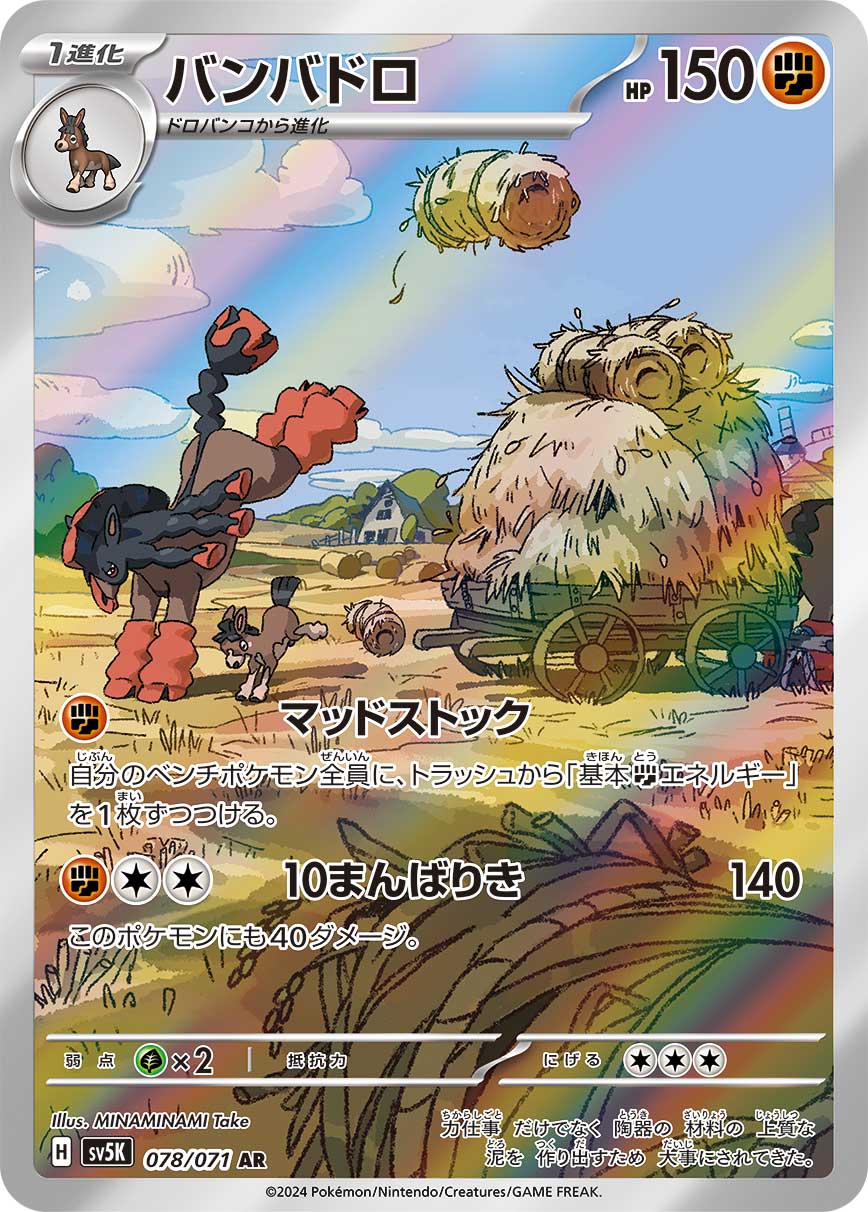 1進化
バンバドロ
HP 150
ドロバンコから進化
マッドストック
自分のベンチポケモン全員に、トラッシュから「基本エネルギー」
を1枚ずつつける。
10まんばりき 140
このポケモンにも40ダメージ。
弱点 ×2 抵抗力 にげる
Illus. MINAMINAMI Take
力仕事 だけでなく 陶器の 材料の 上質な
泥を 作り出すため 大事にされてきた。
H sv5K 078/071 AR
©2024 Pokémon/Nintendo/Creatures/GAME FREAK.